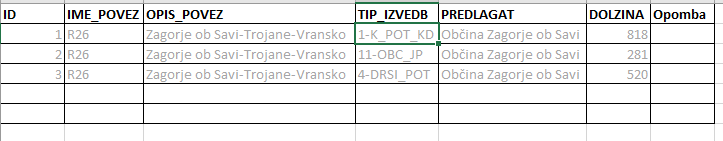 ID IME_POVEZ OPIS_POVEZ TIP_IZVEDB PREDLAGAT DOLZINA Opomba
1 R26 Zagorje ob Savi-Trojane-Vransko 1-K_POT_KD Občina Zagorje ob Savi 818
2 R26 Zagorje ob Savi-Trojane-Vransko 11-OBC_JP Občina Zagorje ob Savi 281
3 R26 Zagorje ob Savi-Trojane-Vransko 4-DRSI_POT Občina Zagorje ob Savi 520